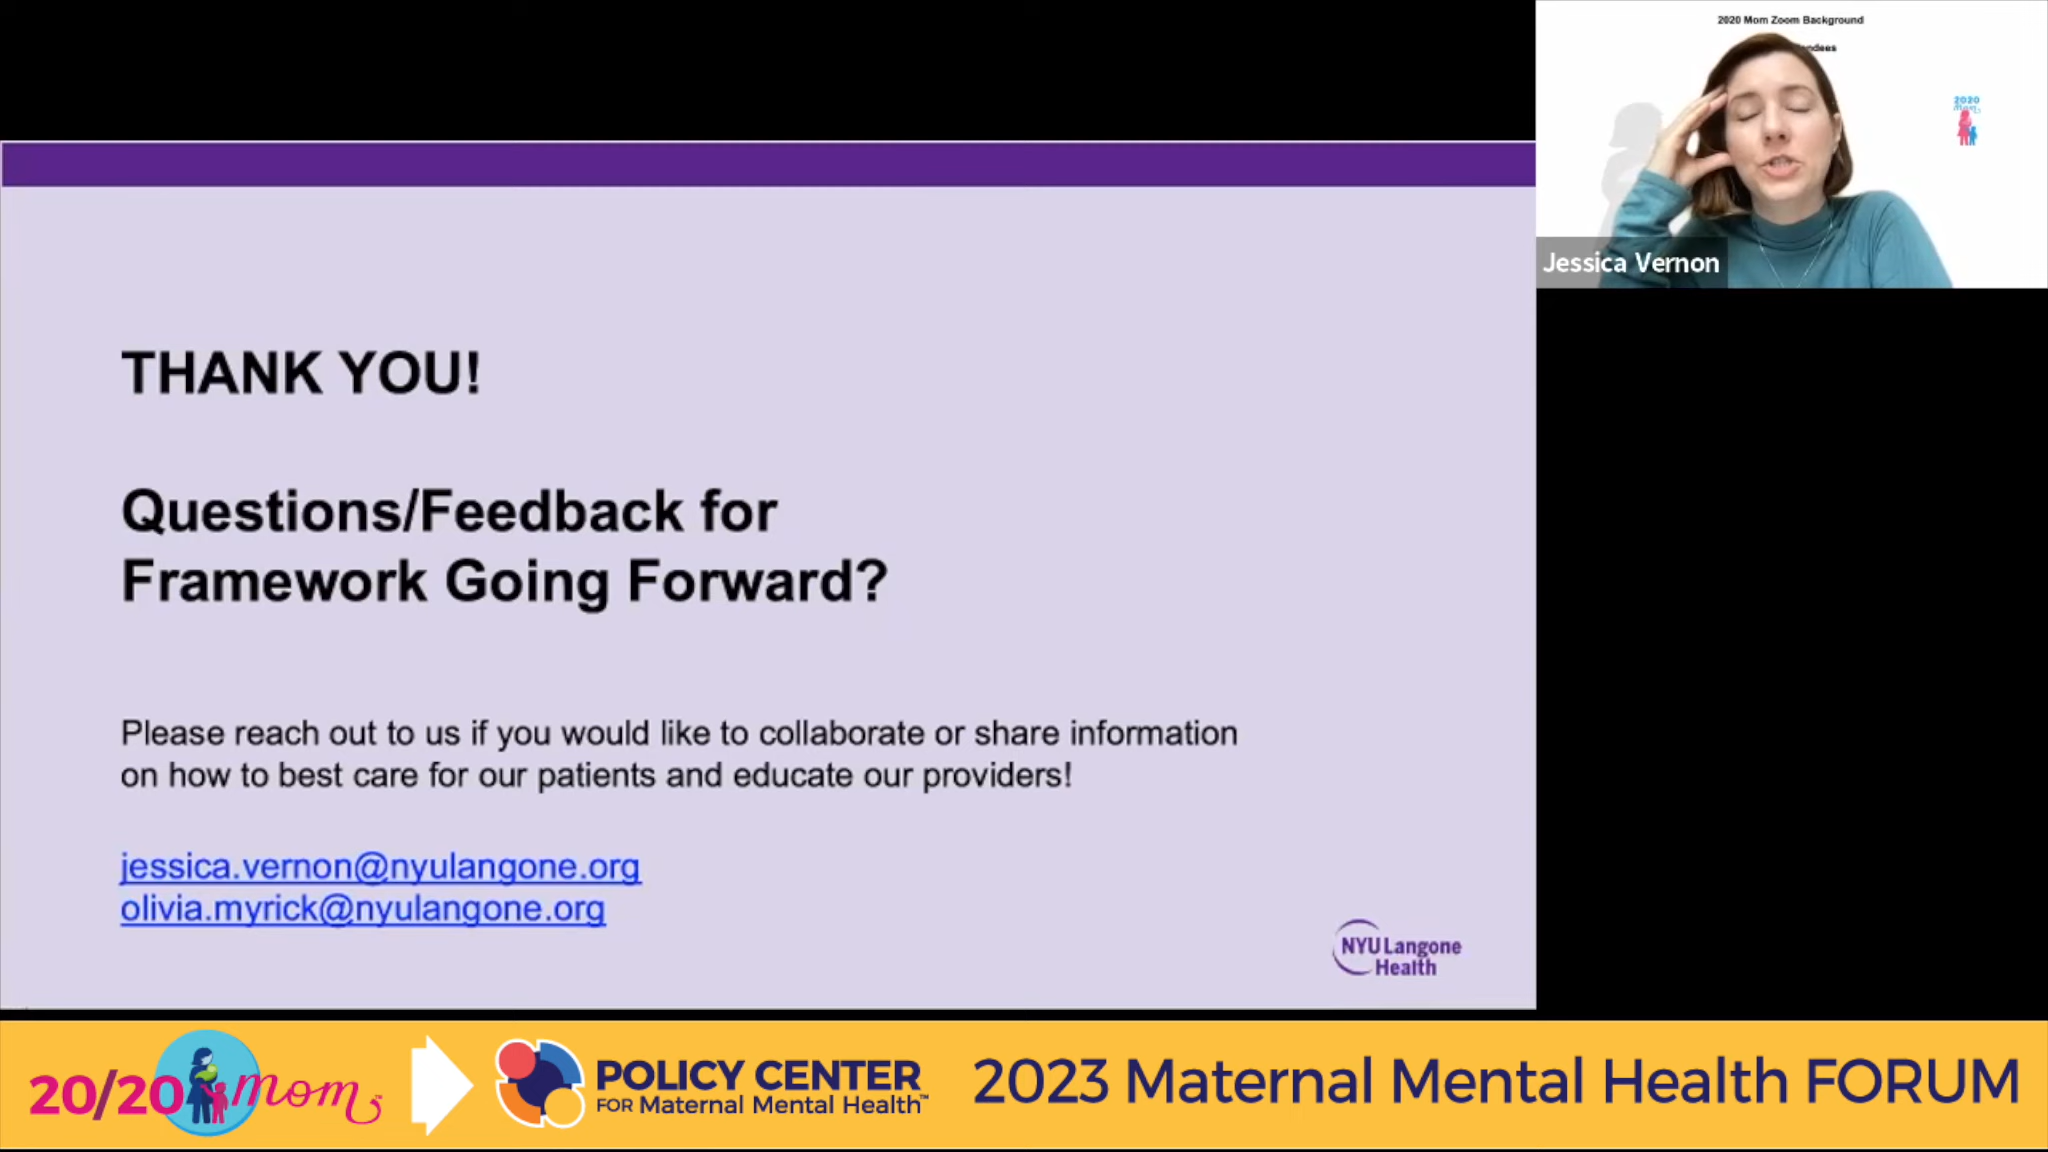 2020 Mom Zoom Background
2020
Mom
Jessica Vernon
THANK YOU!
Questions/Feedback for
Framework Going Forward?
Please reach out to us if you would like to collaborate or share information
on how to best care for our patients and educate our providers!
jessica.vernon@nyulangone.org
olivia.myrick@nyulangone.org
NYU Langone
Health
20/20 mom™
POLICY CENTER
FOR Maternal Mental Health™
2023 Maternal Mental Health FORUM